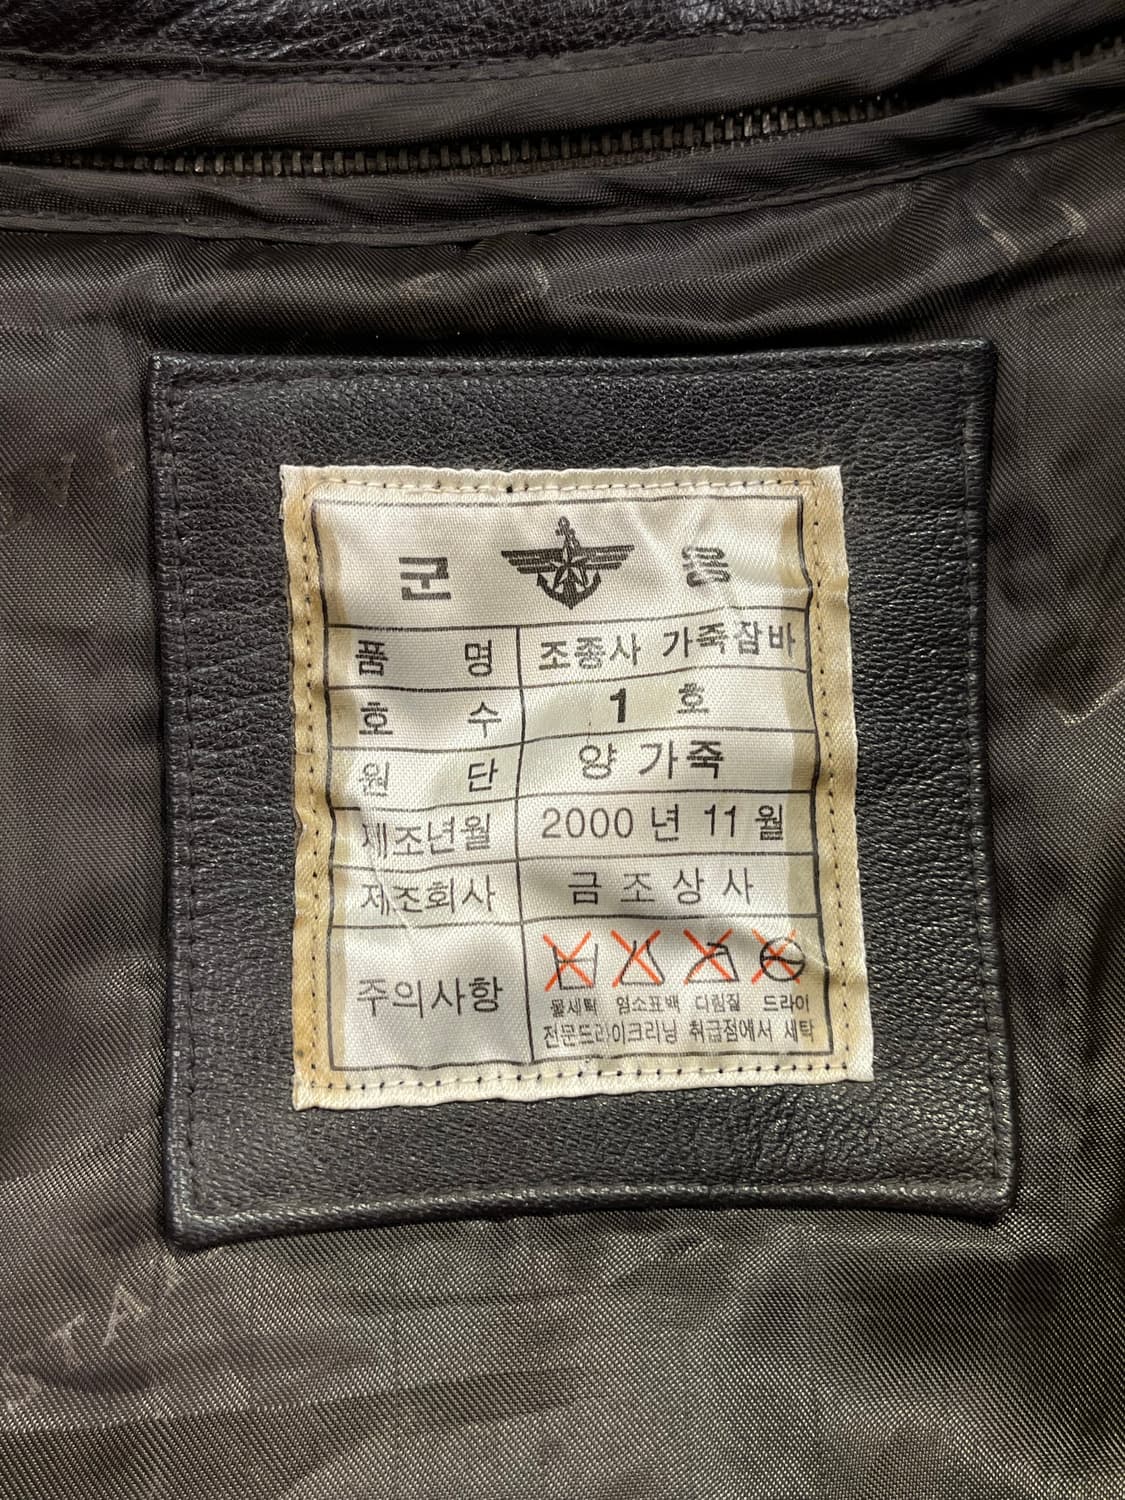 군 용
품 명 조종사 가죽잠바
호 수 1 호
원 단 양 가죽
제조년월 2000 년 11 월
제조회사 금 조 상 사
주의사항
물세탁 염소표백 다림질 드라이
전문드라이크리닝 취급점에서 세탁